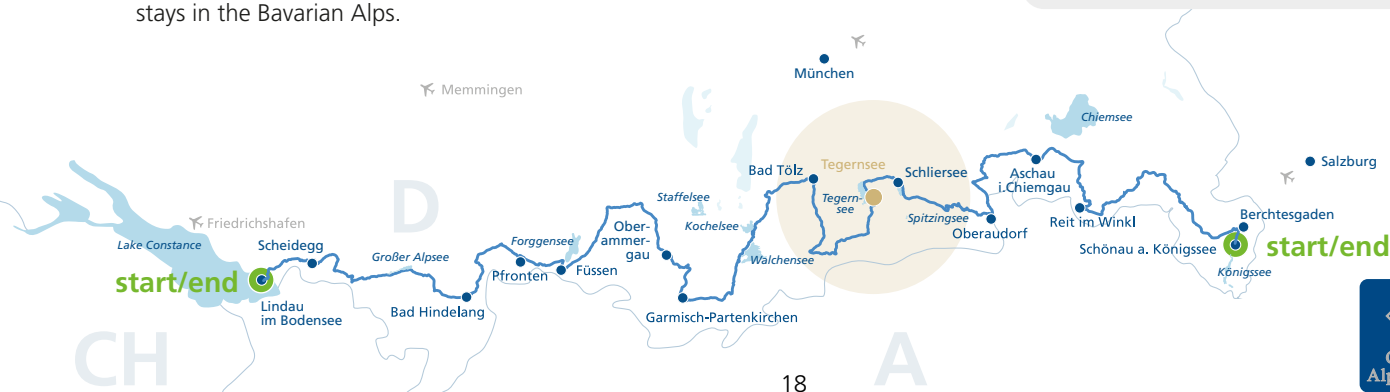 stays in the Bavarian Alps.
München
Memmingen
Chiemsee
Bad Tölz
Tegernsee
Schliersee
Aschau
i.Chiemgau
Salzburg
D
Staffelsee
Tegern-
see
Friedrichshafen
Ober-
ammer-
gau
Kochelsee
Spitzingsee
Oberaudorf
Reit im Winkl
Berchtesgaden
Lake Constance
Scheidegg
Großer Alpsee
Forggensee
Pfronten
Füssen
Walchensee
Schönau a. Königssee
start/end
Königssee
start/end
Lindau
im Bodensee
Bad Hindelang
Garmisch-Partenkirchen
CH
A
18